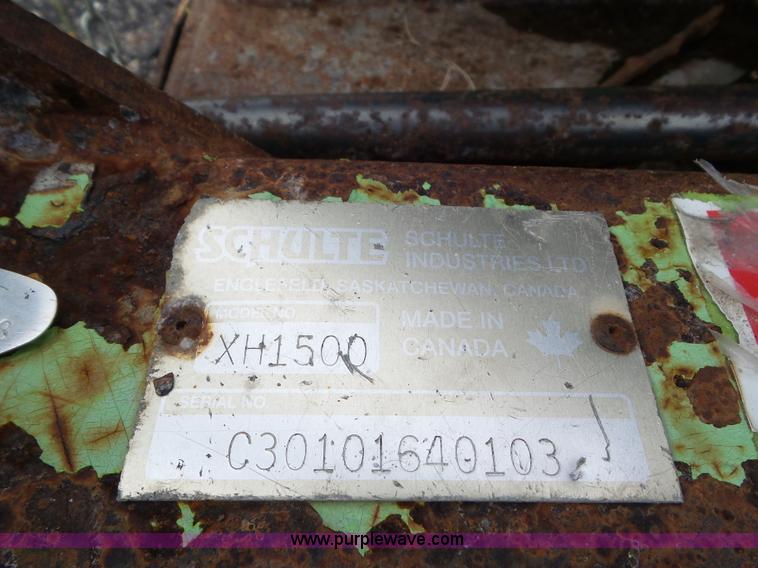 SCHULTE
SCHULTE
INDUSTRIES LTD
ENGLEFELD, SASKATCHEWAN, CANADA
MODEL NO
XH1500
MADE IN
CANADA
SERIAL NO
C30101640103
www.purplewave.com